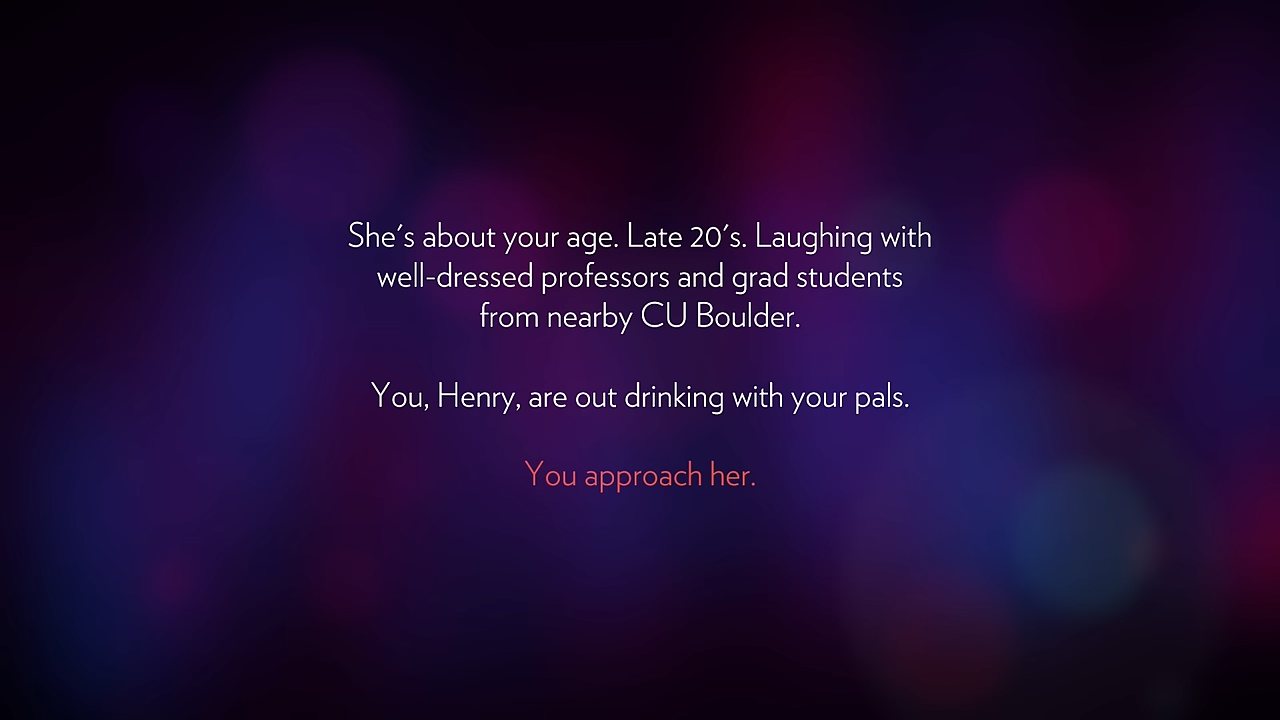 She's about your age. Late 20's. Laughing with
well-dressed professors and grad students
from nearby CU Boulder.
You, Henry, are out drinking with your pals.
You approach her.